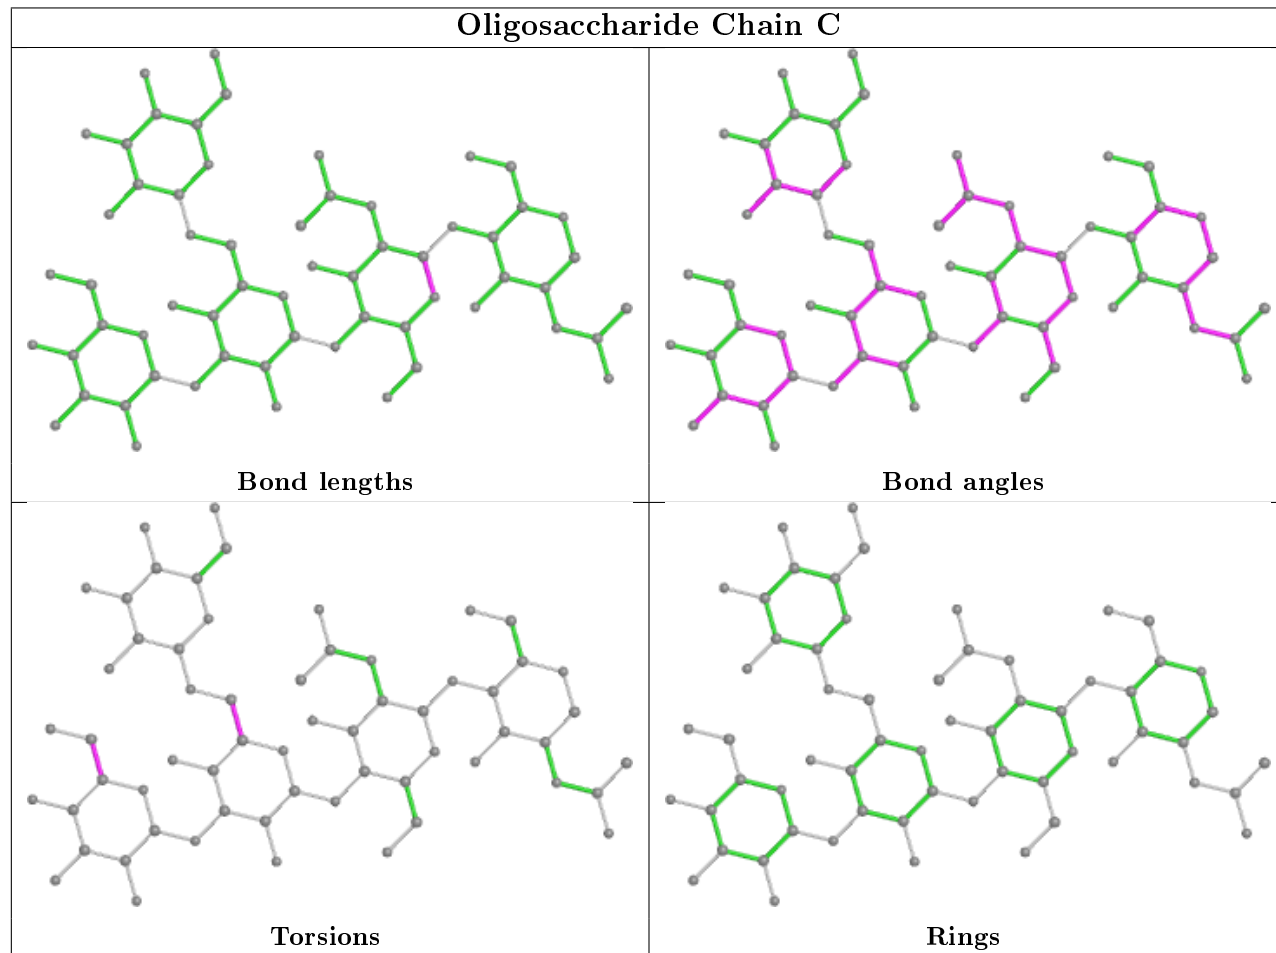 Oligosaccharide Chain C
Bond lengths
Bond angles
Torsions
Rings